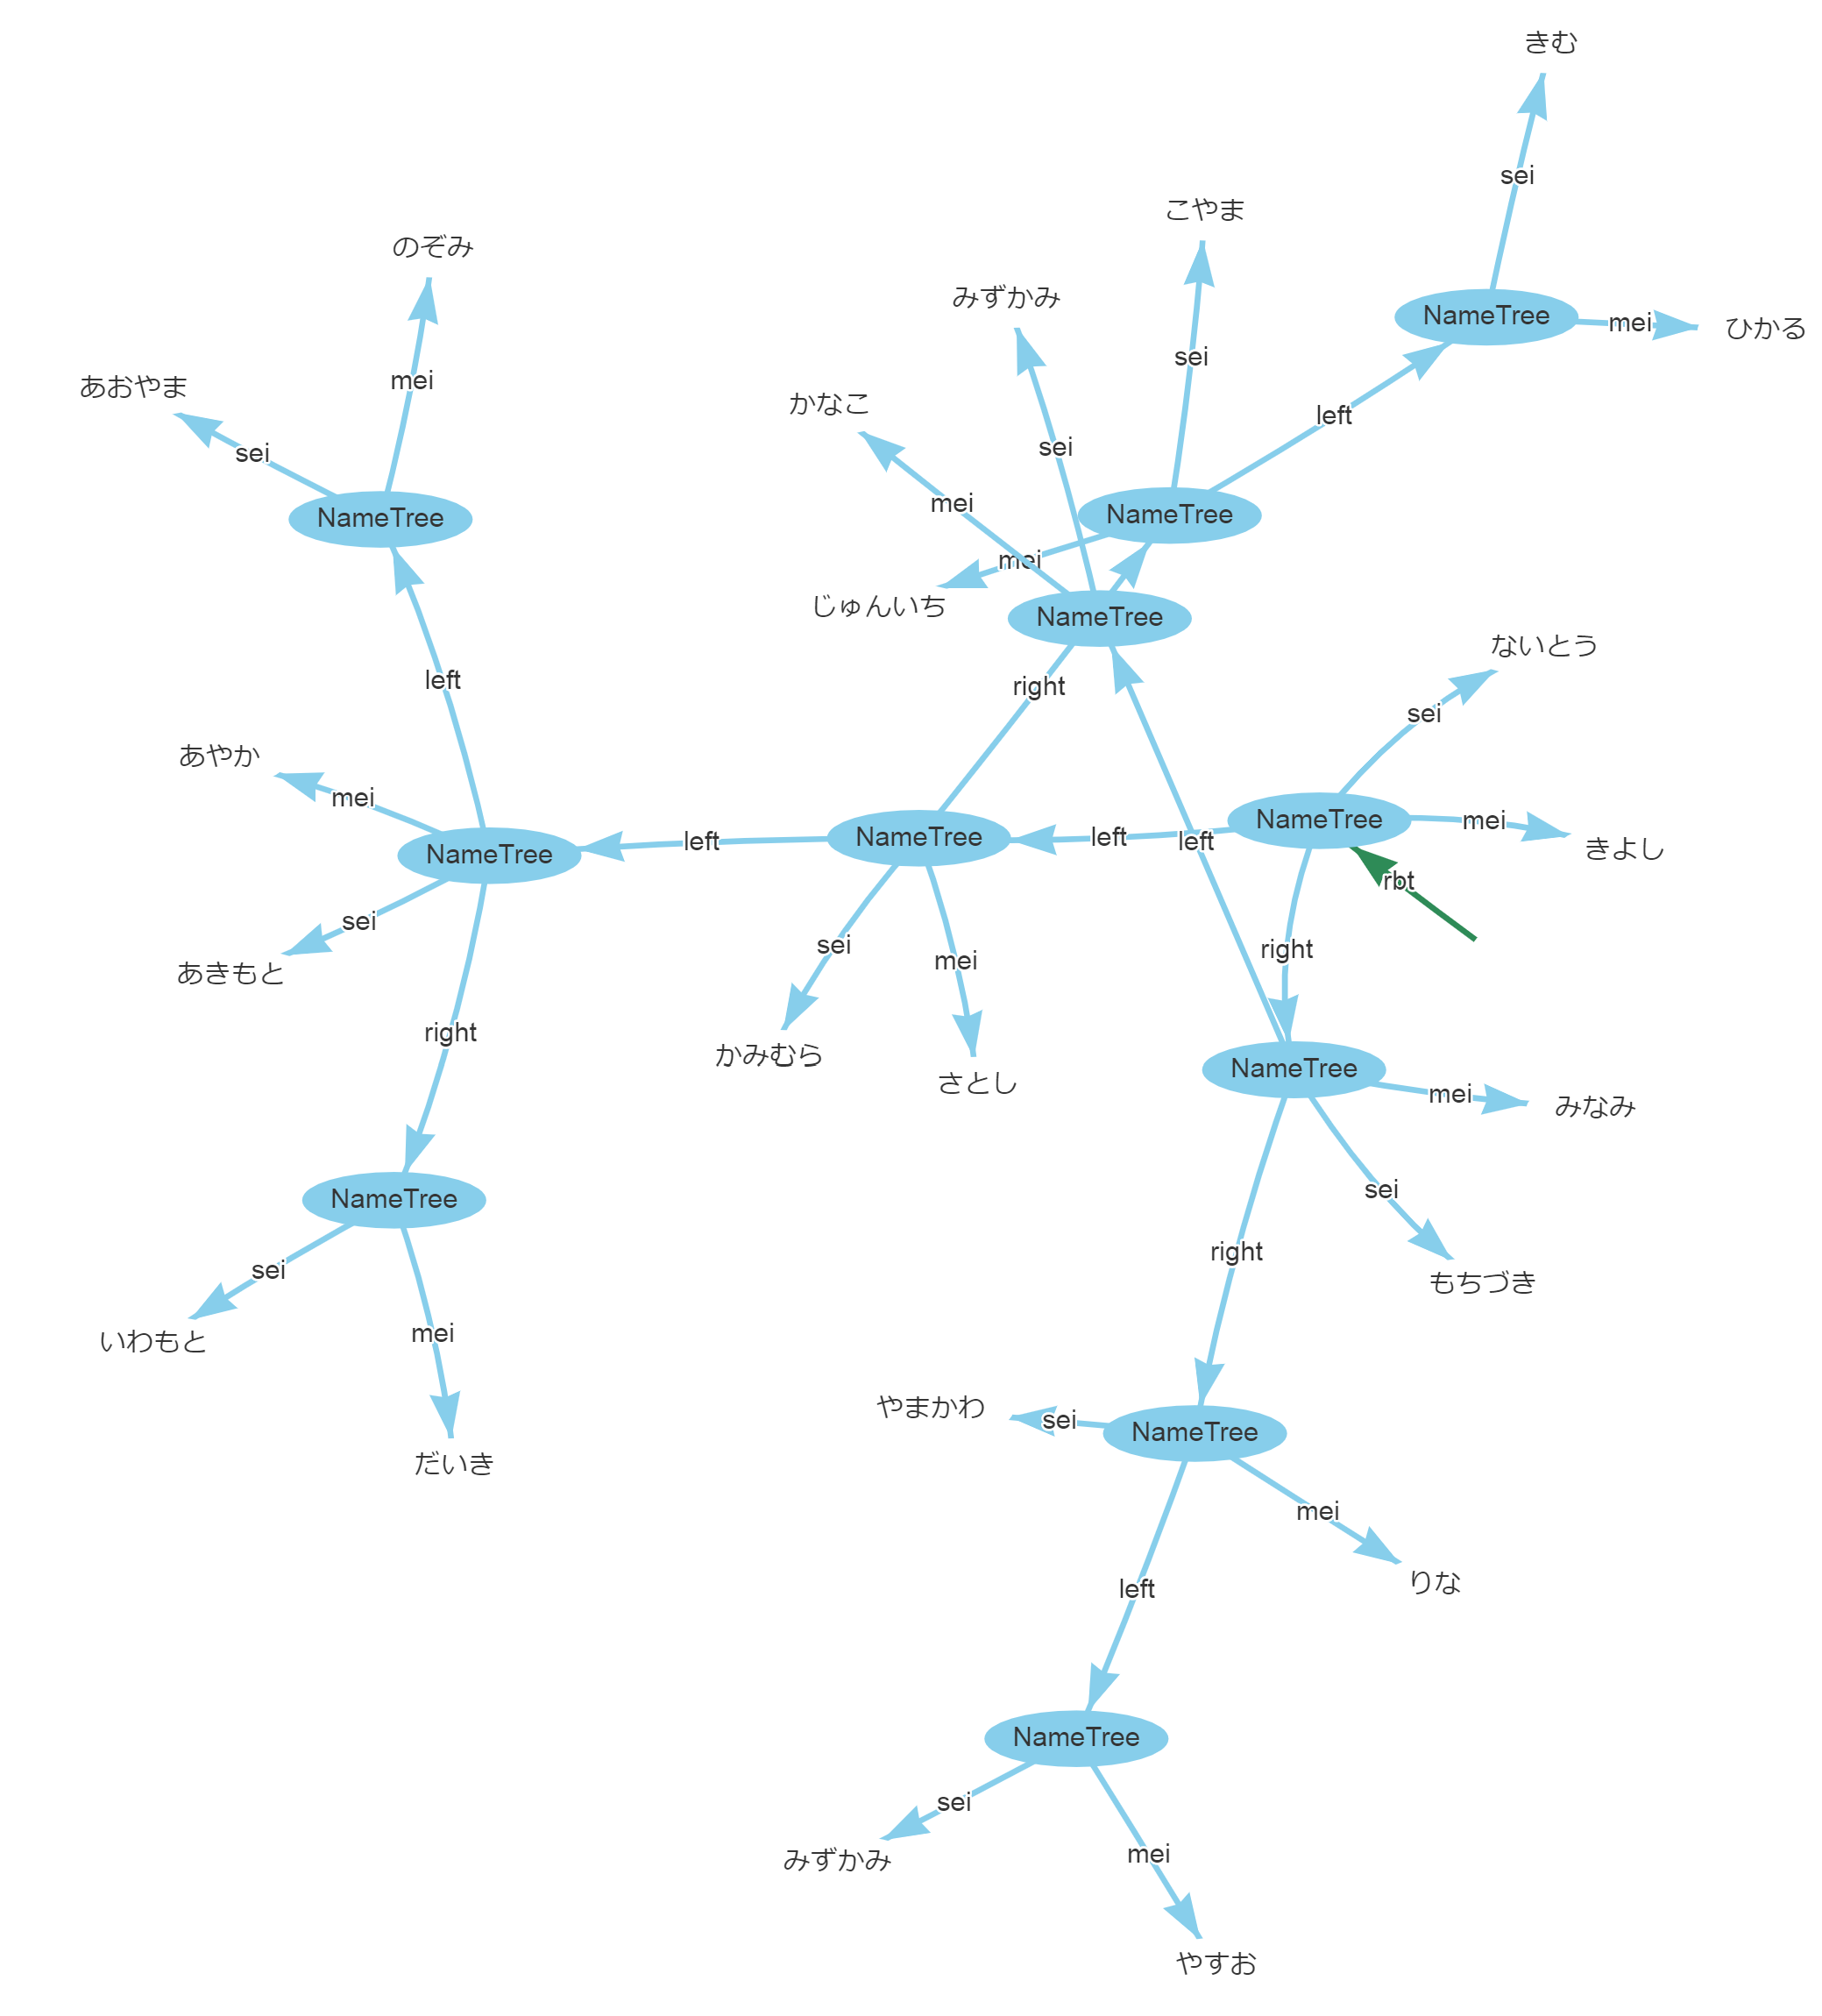 きむ
sei
こやま
のぞみ
みずかみ
NameTree
mei
ひかる
sei
mei
あおやま
かなこ
left
sei
sei
mei
NameTree
NameTree
mei
じゅんいち
NameTree
ないとう
left
right
sei
あやか
mei
NameTree
mei
きよし
NameTree
left
NameTree
left
left
rbt
sei
あきもと
sei
mei
right
right
かみむら
さとし
NameTree
mei
みなみ
NameTree
sei
sei
right
もちづき
いわもと
mei
だいき
やまかわ
sei
NameTree
mei
りな
left
NameTree
sei
みずかみ
mei
やすお